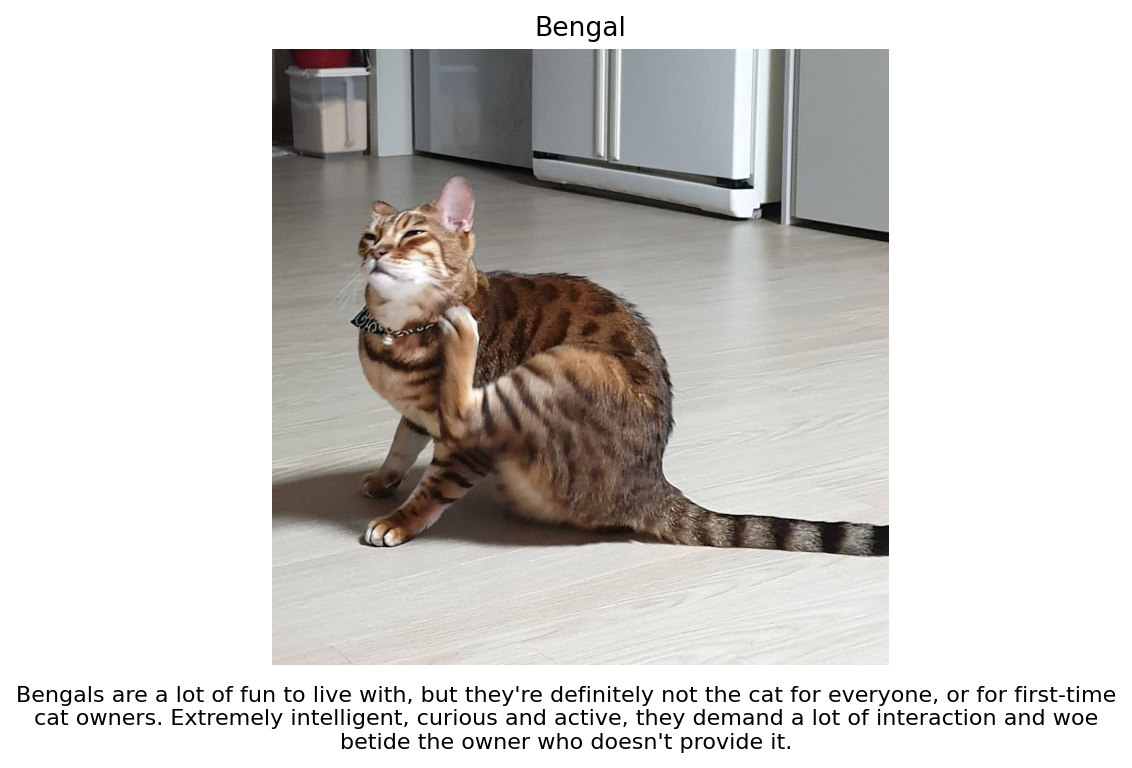 Bengal
Bengals are a lot of fun to live with, but they're definitely not the cat for everyone, or for first-time
cat owners. Extremely intelligent, curious and active, they demand a lot of interaction and woe
betide the owner who doesn't provide it.